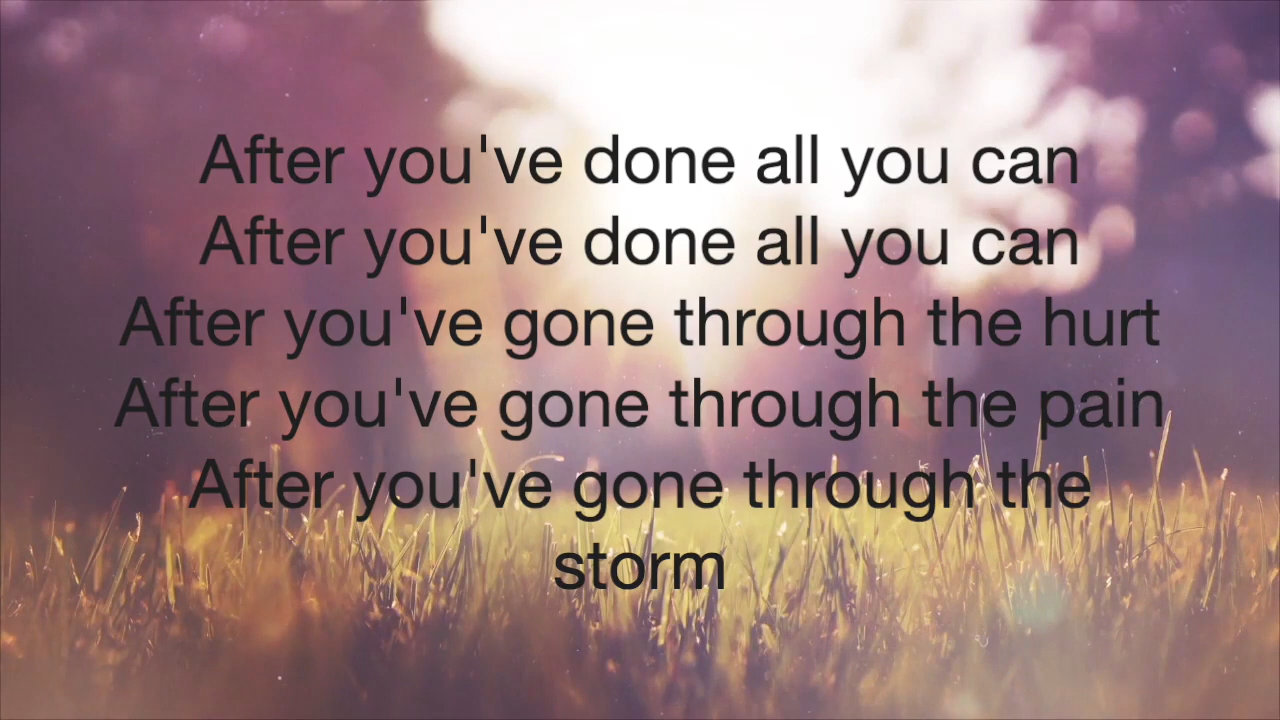 After you've done all you can
After you've done all you can
After you've gone through the hurt
After you've gone through the pain
After you've gone through the
storm